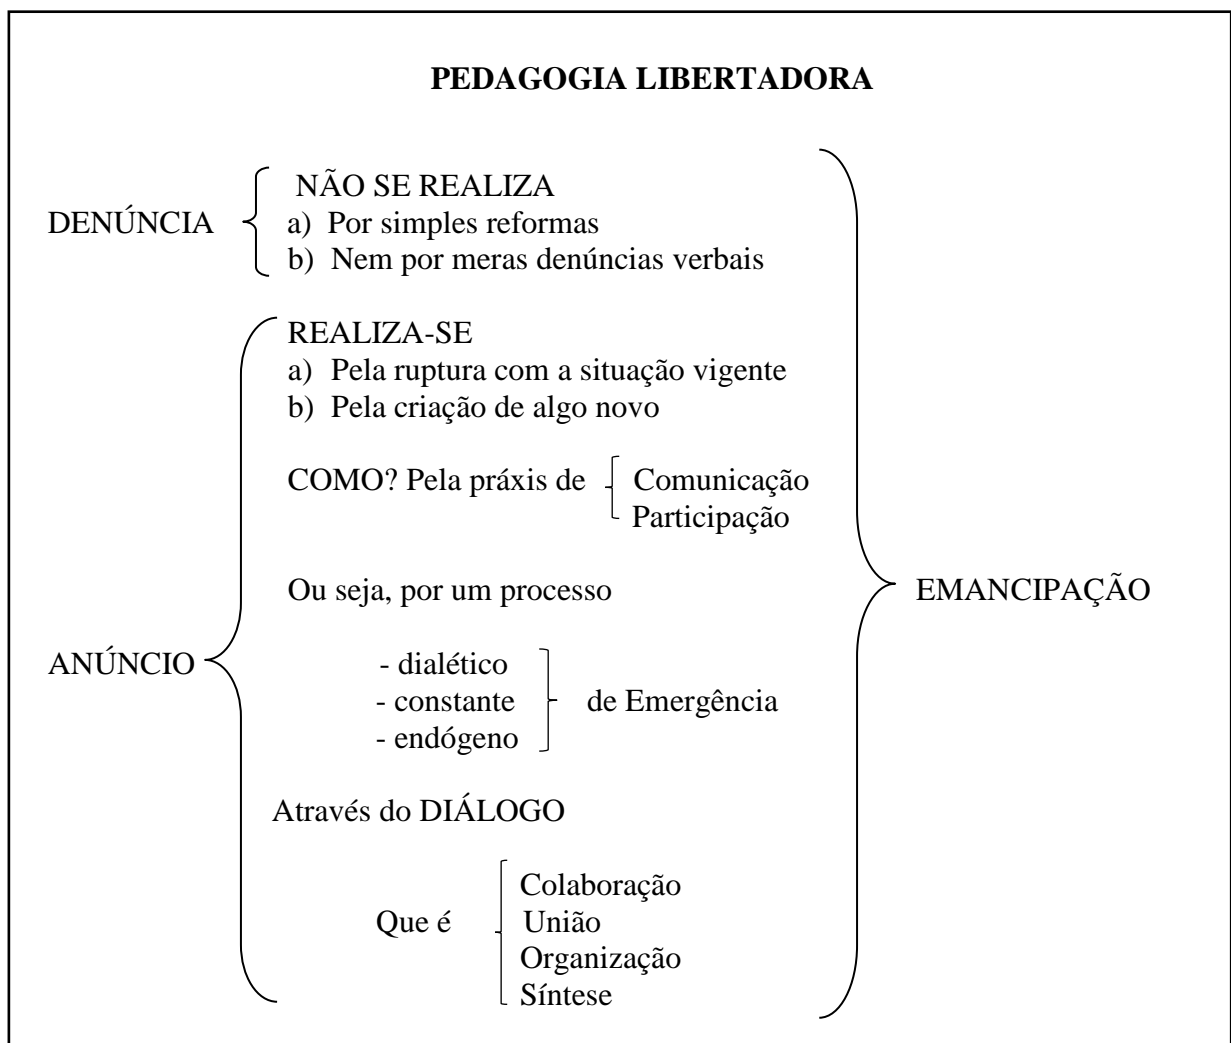 PEDAGOGIA LIBERTADORA
DENÚNCIA
NÃO SE REALIZA
a) Por simples reformas
b) Nem por meras denúncias verbais
ANÚNCIO
REALIZA-SE
a) Pela ruptura com a situação vigente
b) Pela criação de algo novo
COMO? Pela práxis de
Comunicação
Participação
Ou seja, por um processo
- dialético
- constante
- endógeno
de Emergência
Através do DIÁLOGO
Que é
Colaboração
União
Organização
Síntese
EMANCIPAÇÃO